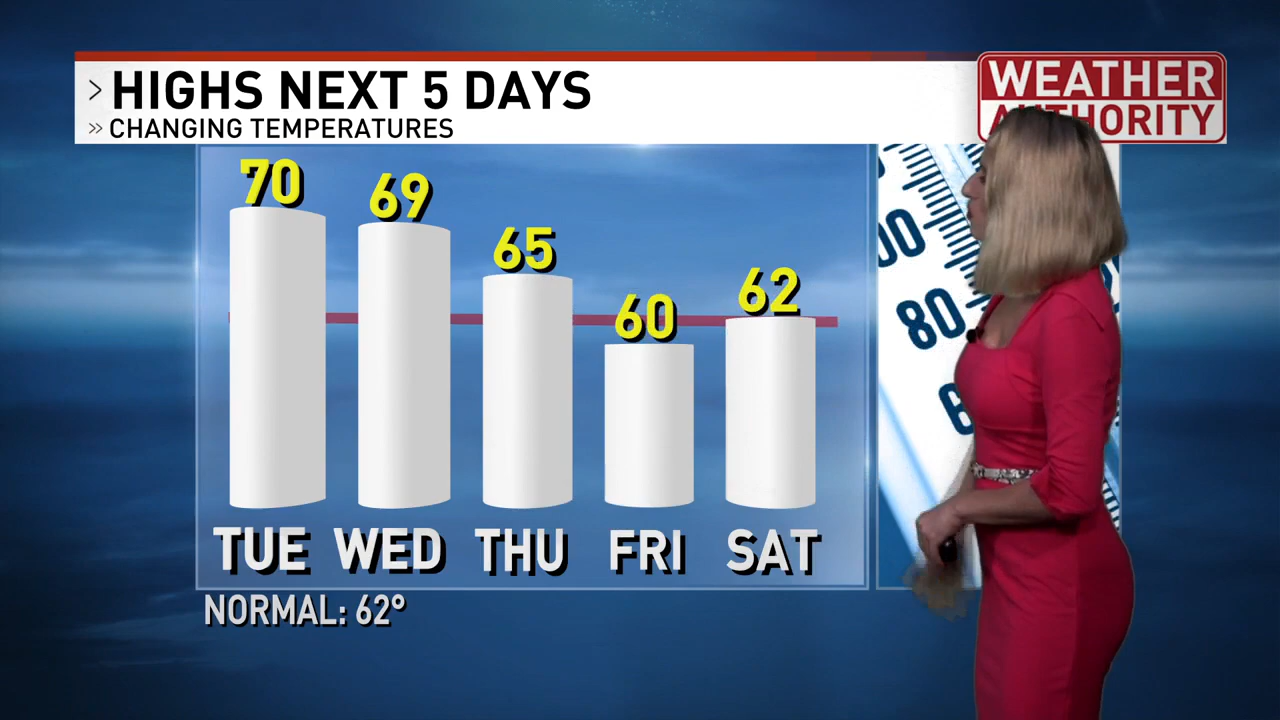 > HIGHS NEXT 5 DAYS
» CHANGING TEMPERATURES
WEATHER
AUTHORITY
70
69
65
60
62
TUE WED THU FRI SAT
NORMAL: 62°
80